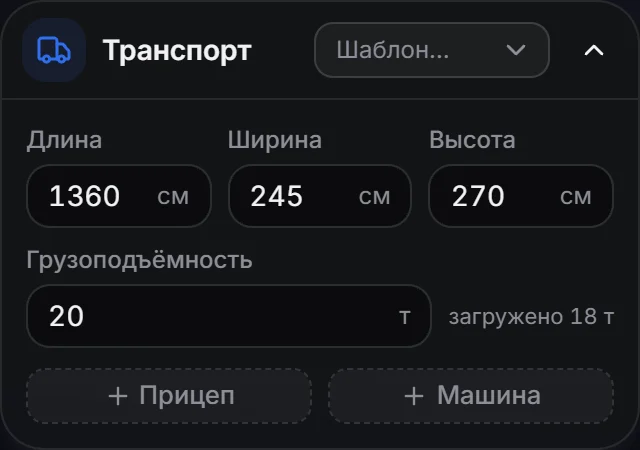 Транспорт
Шаблон...
Длина Ширина Высота
1360 см 245 см 270 см
Грузоподъёмность
20 т загружено 18 т
+ Прицеп + Машина